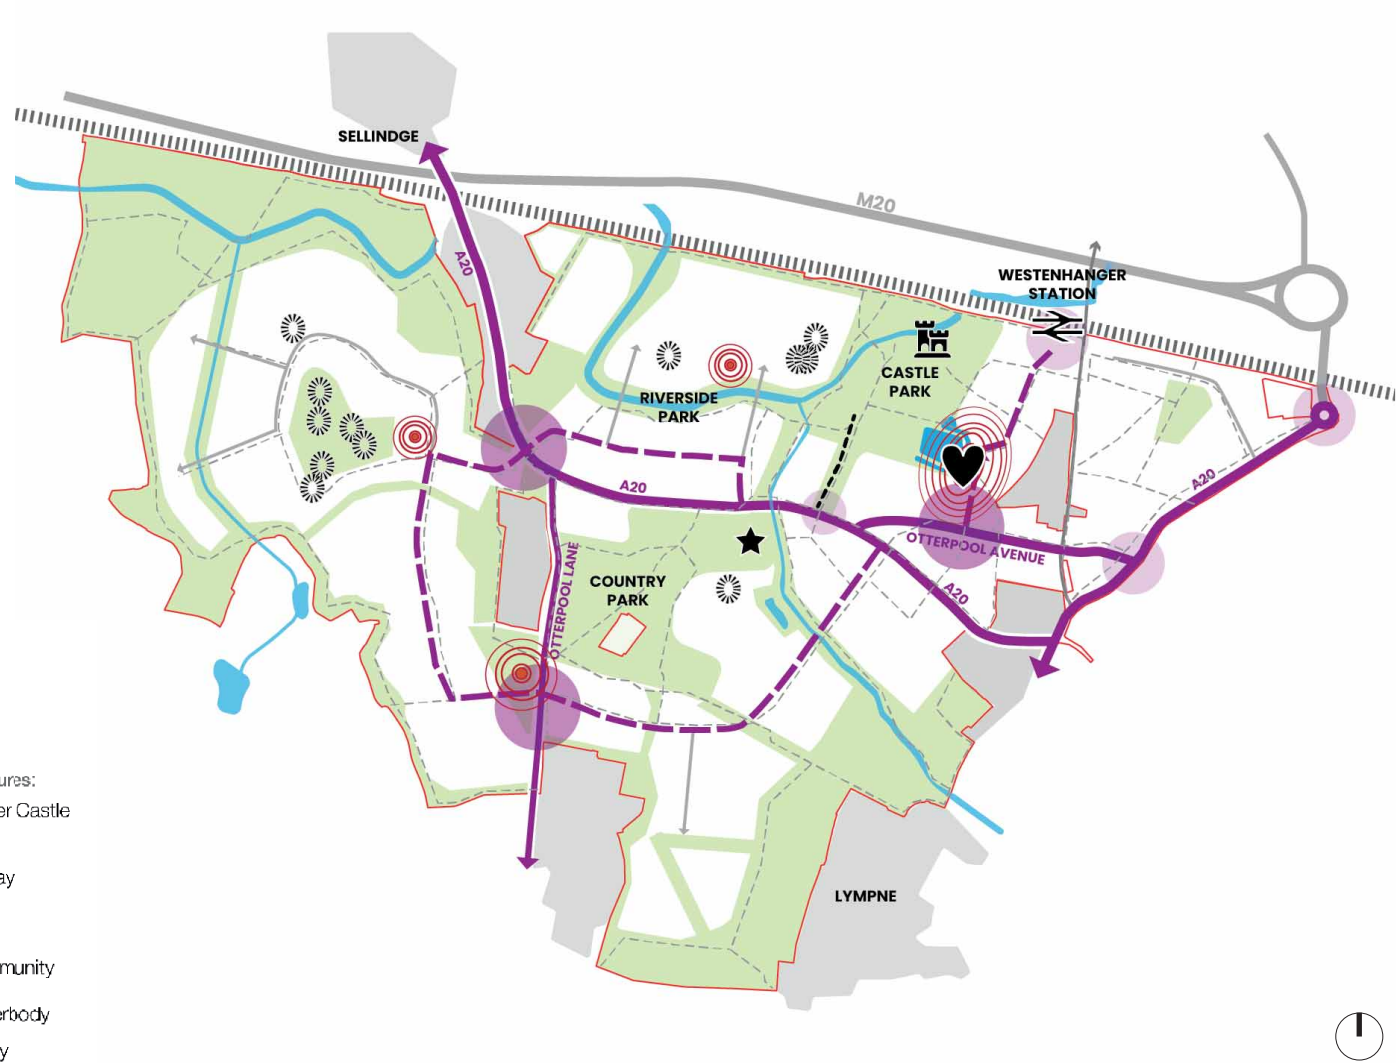 SELLINDGE
M20
A20
WESTENHANGER
STATION
CASTLE
PARK
RIVERSIDE
PARK
A20
A20
OTTERPOOL AVENUE
OTTERPOOL LANE
COUNTRY
PARK
A20
LYMPNE
ures:
er Castle
ay
munity
erbody
y